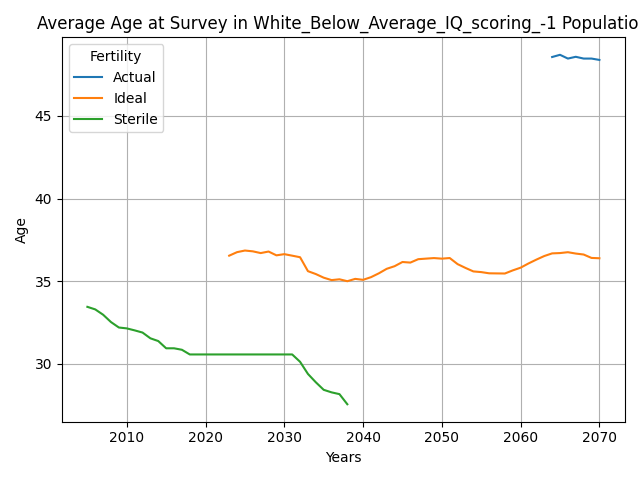 Average Age at Survey in White_Below_Average_IQ_scoring_-1 Populatio
Fertility
Actual
Ideal
Sterile
45
40
35
30
Age
2010 2020 2030 2040 2050 2060 2070
Years